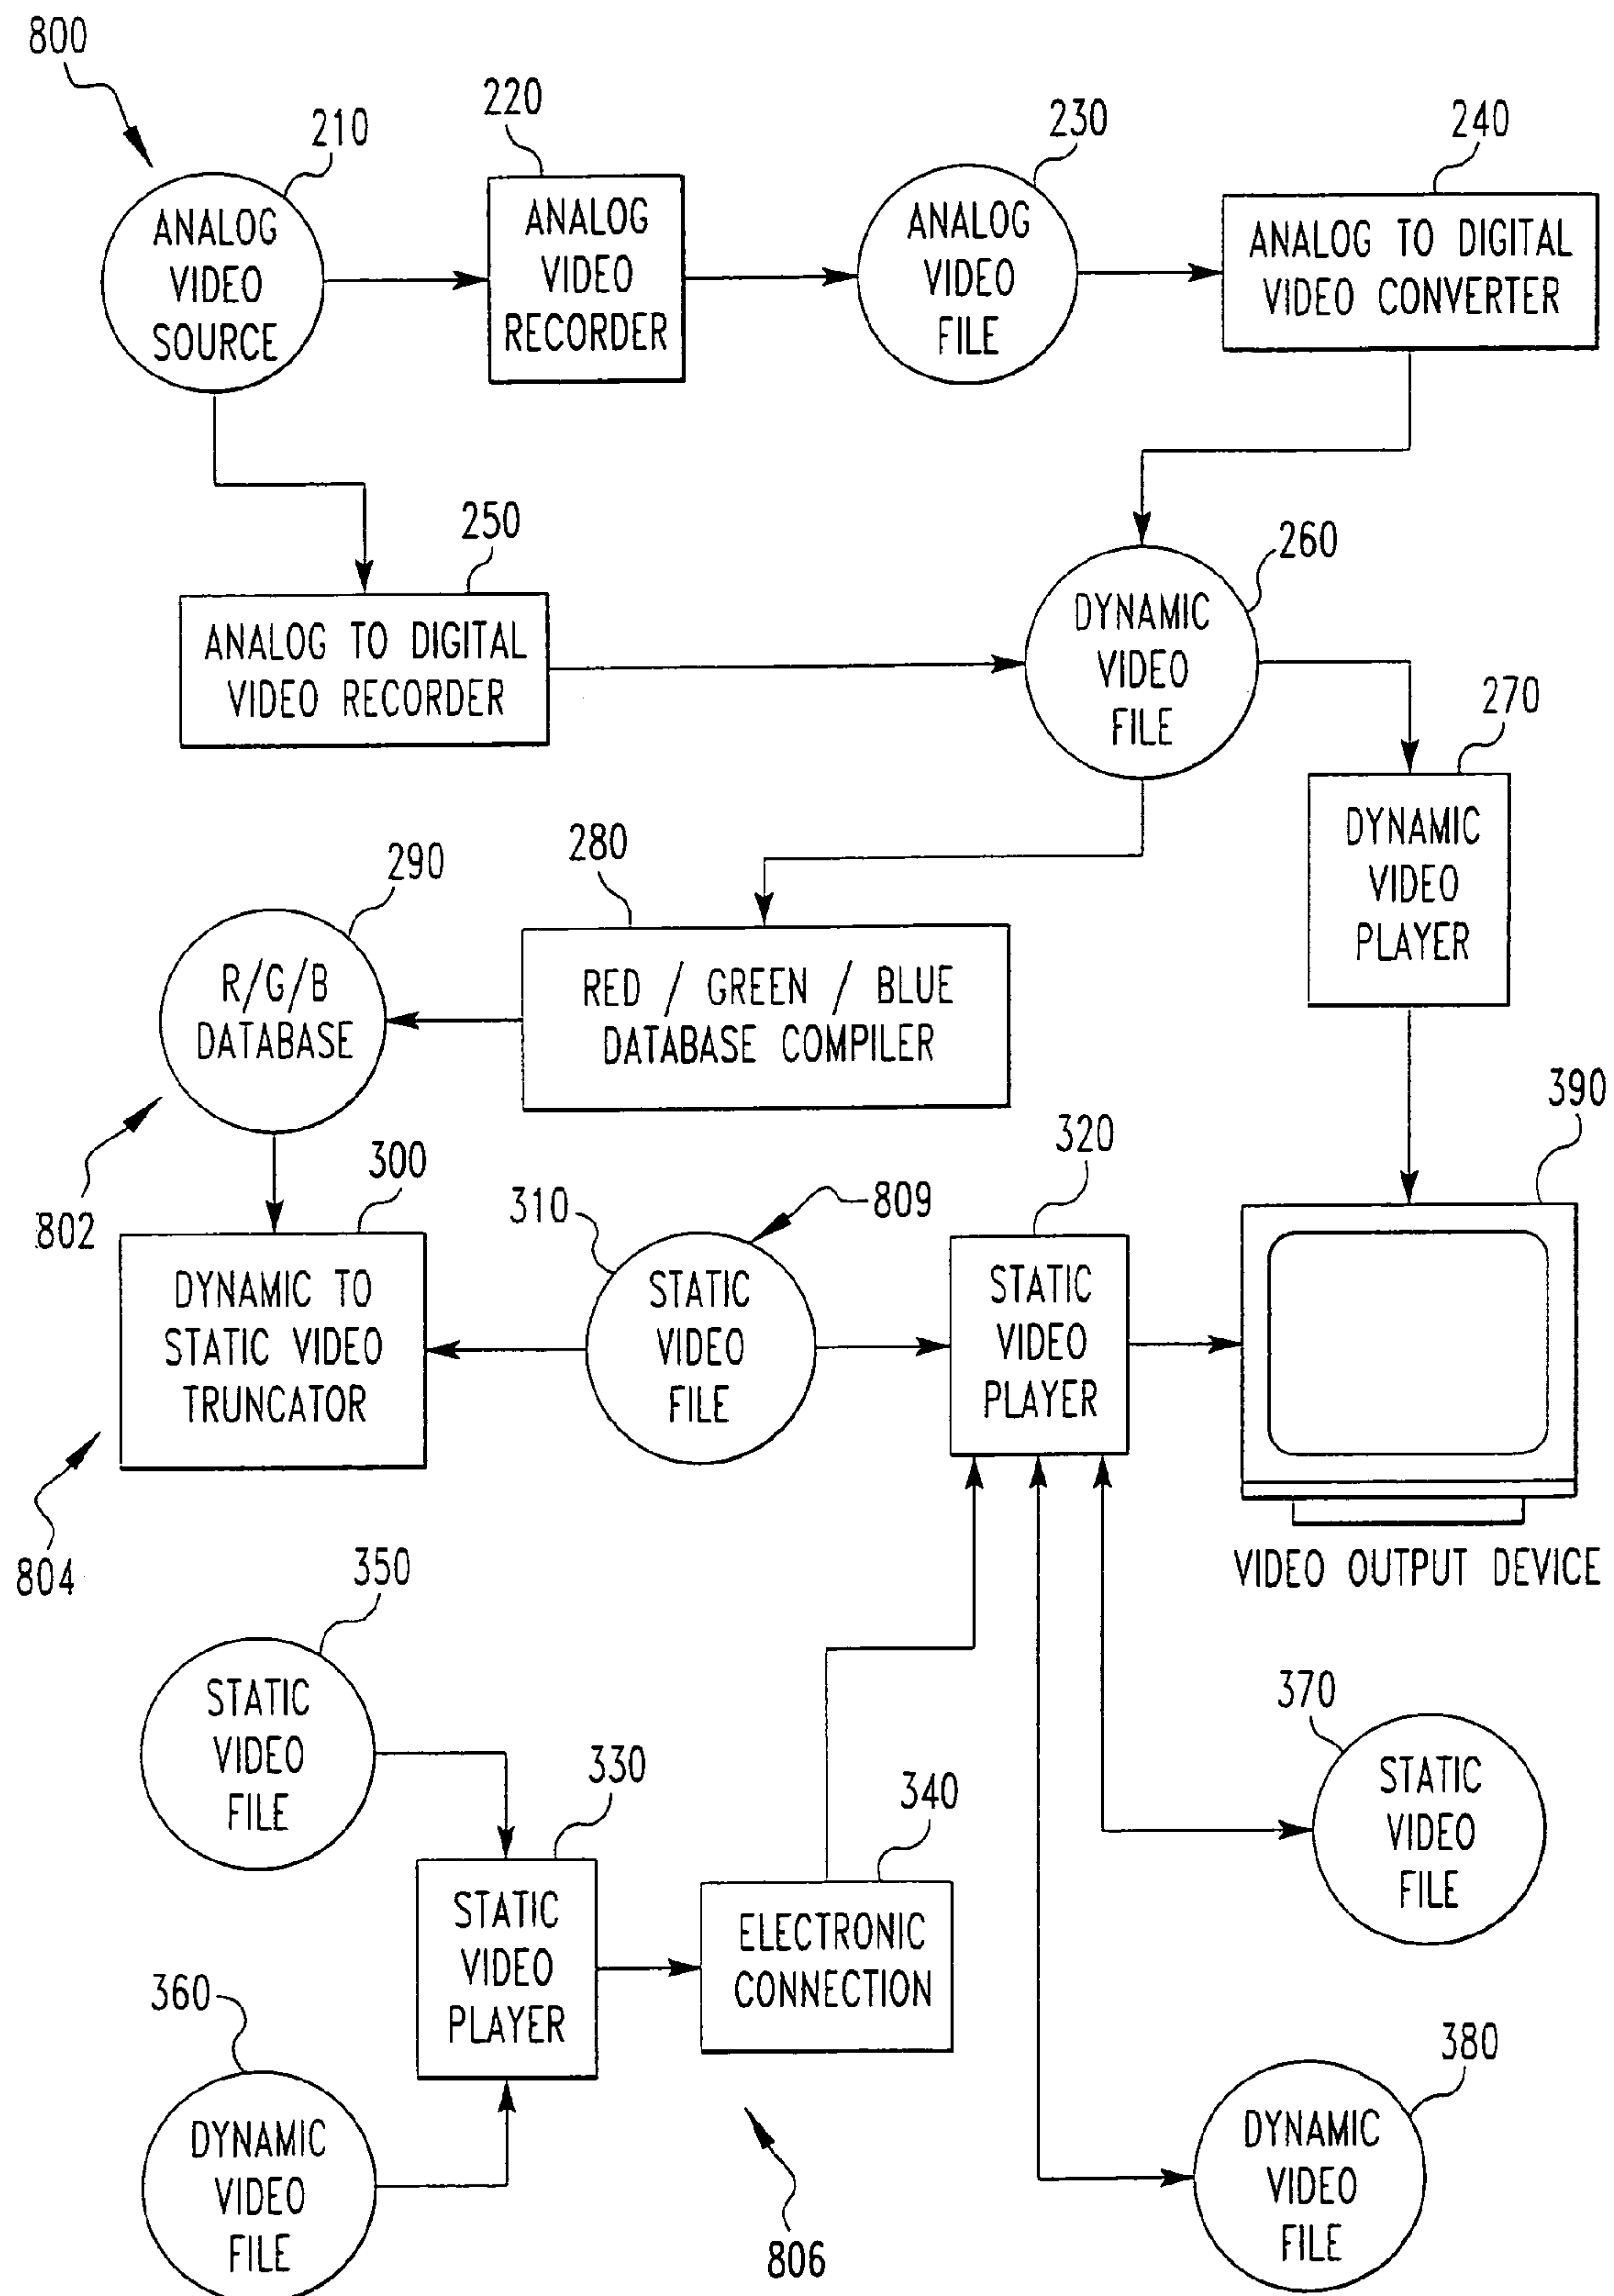 800
210
220
230
240
ANALOG
VIDEO
SOURCE
ANALOG
VIDEO
RECORDER
ANALOG
VIDEO
FILE
ANALOG TO DIGITAL
VIDEO CONVERTER
250
260
ANALOG TO DIGITAL
VIDEO RECORDER
DYNAMIC
VIDEO
FILE
270
DYNAMIC
VIDEO
PLAYER
280
290
R/G/B
DATABASE
RED / GREEN / BLUE
DATABASE COMPILER
390
802
300
310
809
320
DYNAMIC TO
STATIC VIDEO
TRUNCATOR
STATIC
VIDEO
FILE
STATIC
VIDEO
PLAYER
804
VIDEO OUTPUT DEVICE
350
STATIC
VIDEO
FILE
330
340
370
STATIC
VIDEO
FILE
STATIC
VIDEO
PLAYER
ELECTRONIC
CONNECTION
360
380
DYNAMIC
VIDEO
FILE
DYNAMIC
VIDEO
FILE
806